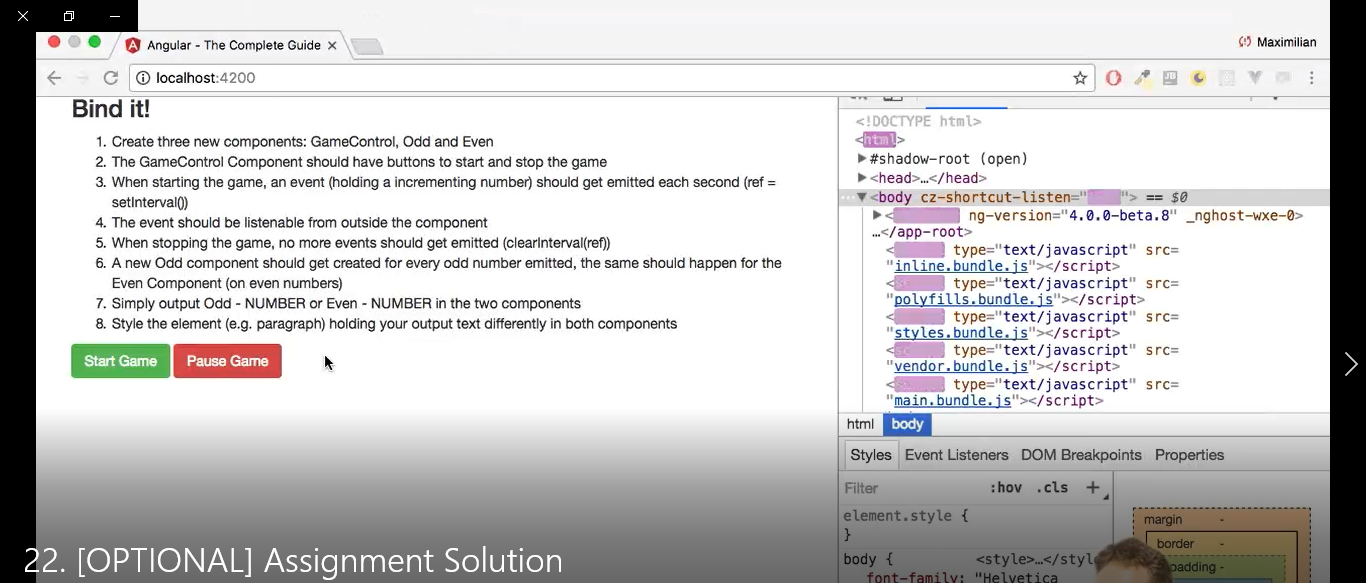 Angular - The Complete Guide
Maximilian
localhost:4200
Bind it!
1. Create three new components: GameControl, Odd and Even
2. The GameControl Component should have buttons to start and stop the game
3. When starting the game, an event (holding a incrementing number) should get emitted each second (ref =
setInterval())
4. The event should be listenable from outside the component
5. When stopping the game, no more events should get emitted (clearInterval(ref))
6. A new Odd component should get created for every odd number emitted, the same should happen for the
Even Component (on even numbers)
7. Simply output Odd - NUMBER or Even - NUMBER in the two components
8. Style the element (e.g. paragraph) holding your output text differently in both components
Start Game Pause Game
<!DOCTYPE html>
<html>
▶#shadow-root (open)
▶<head>…</head>
…▼<body cz-shortcut-listen=" "> == $0
▶< ng-version="4.0.0-beta.8" _nghost-wxe-0>
…</app-root>
< type="text/javascript" src=
"inline.bundle.js"></script>
< type="text/javascript" src=
"polyfills.bundle.js"></script>
< type="text/javascript" src=
"styles.bundle.js"></script>
< type="text/javascript" src=
"vendor.bundle.js"></script>
< type="text/javascript" src=
"main.bundle.js"></script>
html body
Styles Event Listeners DOM Breakpoints Properties
Filter :hov .cls +
element.style {
}
body { <style>…</style>
font-family: "Helvetica
margin -
border -
padding -
22. [OPTIONAL] Assignment Solution